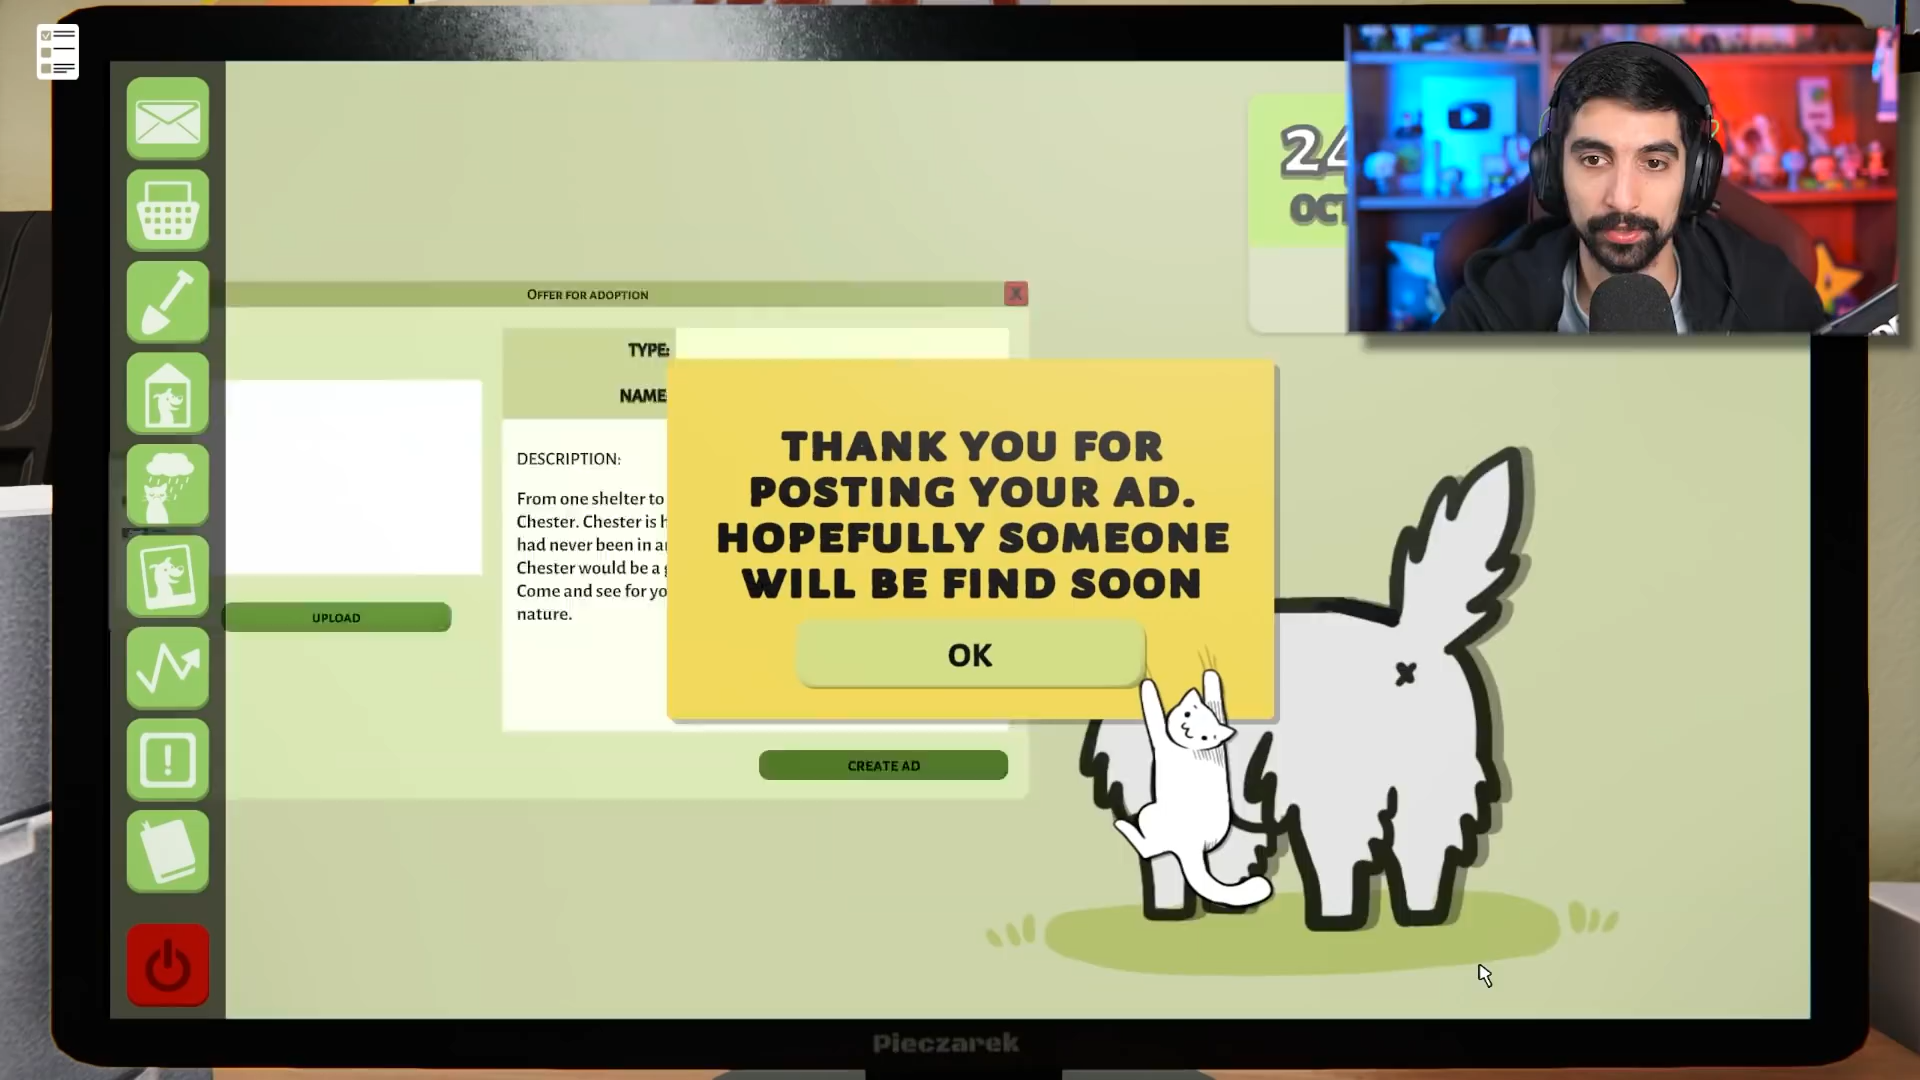 24
OCT
OFFER FOR ADOPTION
X
TYPE:
NAME
DESCRIPTION:
From one shelter to
Chester. Chester is
had never been in
Chester would be a
Come and see for
nature.
UPLOAD
CREATE AD
THANK YOU FOR
POSTING YOUR AD.
HOPEFULLY SOMEONE
WILL BE FIND SOON
OK
Pieczarek